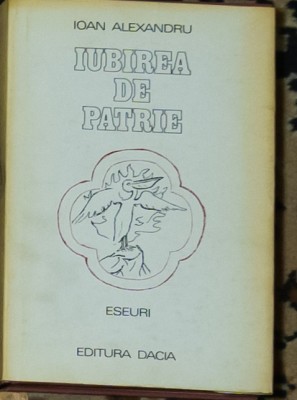 IOAN ALEXANDRU
IUBIREA
DE
PATRIE
ESEURI
EDITURA DACIA